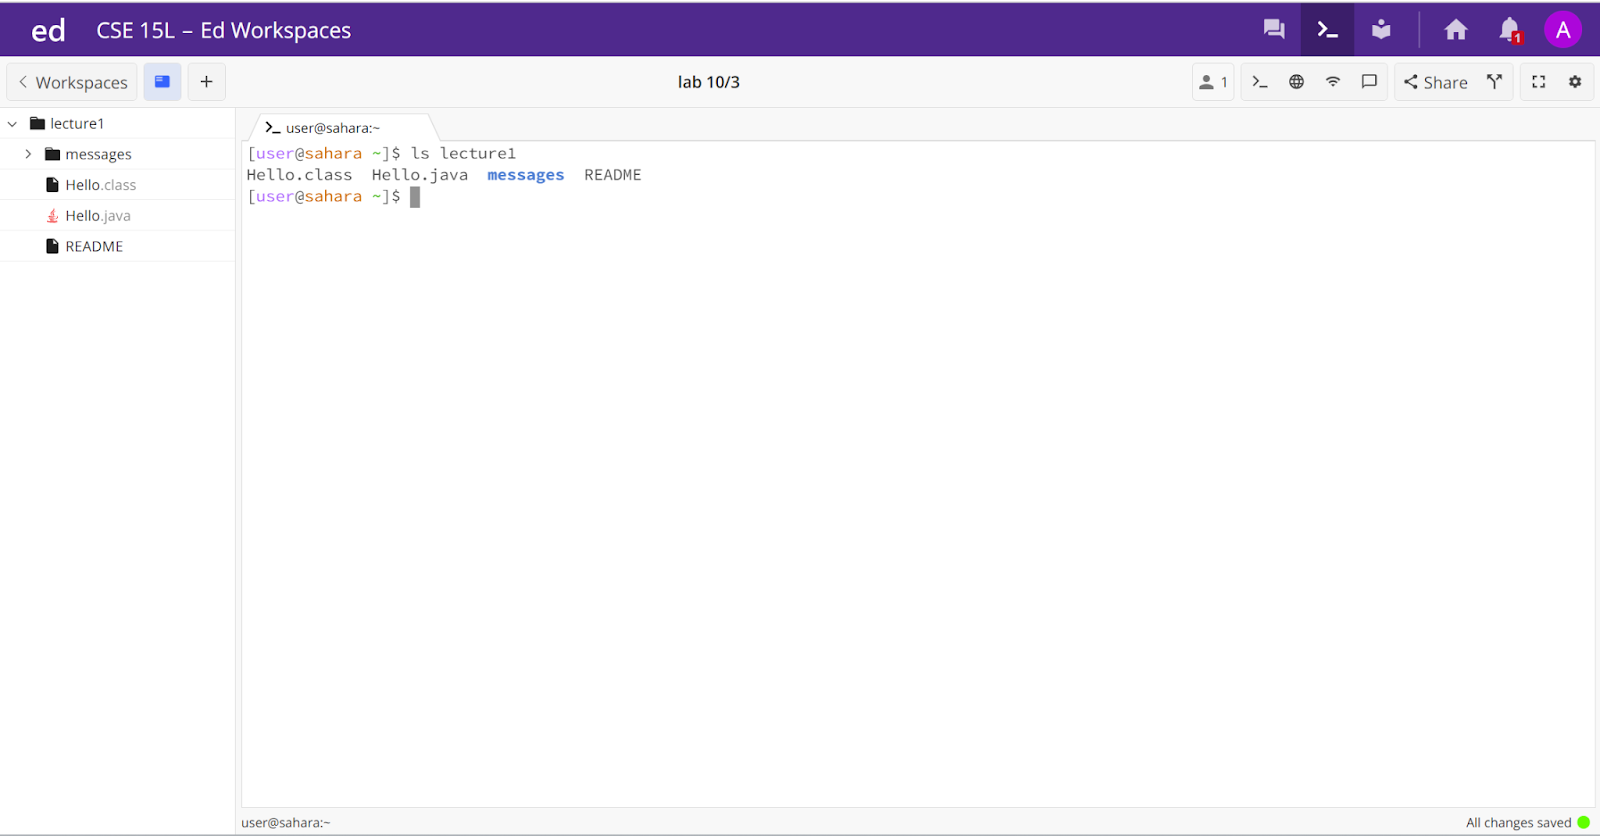 ed CSE 15L – Ed Workspaces 1 A
Workspaces + lab 10/3 1 Share
lecture1
messages
Hello.class
Hello.java
README
user@sahara:~
[user@sahara ~]$ ls lecture1
Hello.class Hello.java messages README
[user@sahara ~]$
user@sahara:~ All changes saved